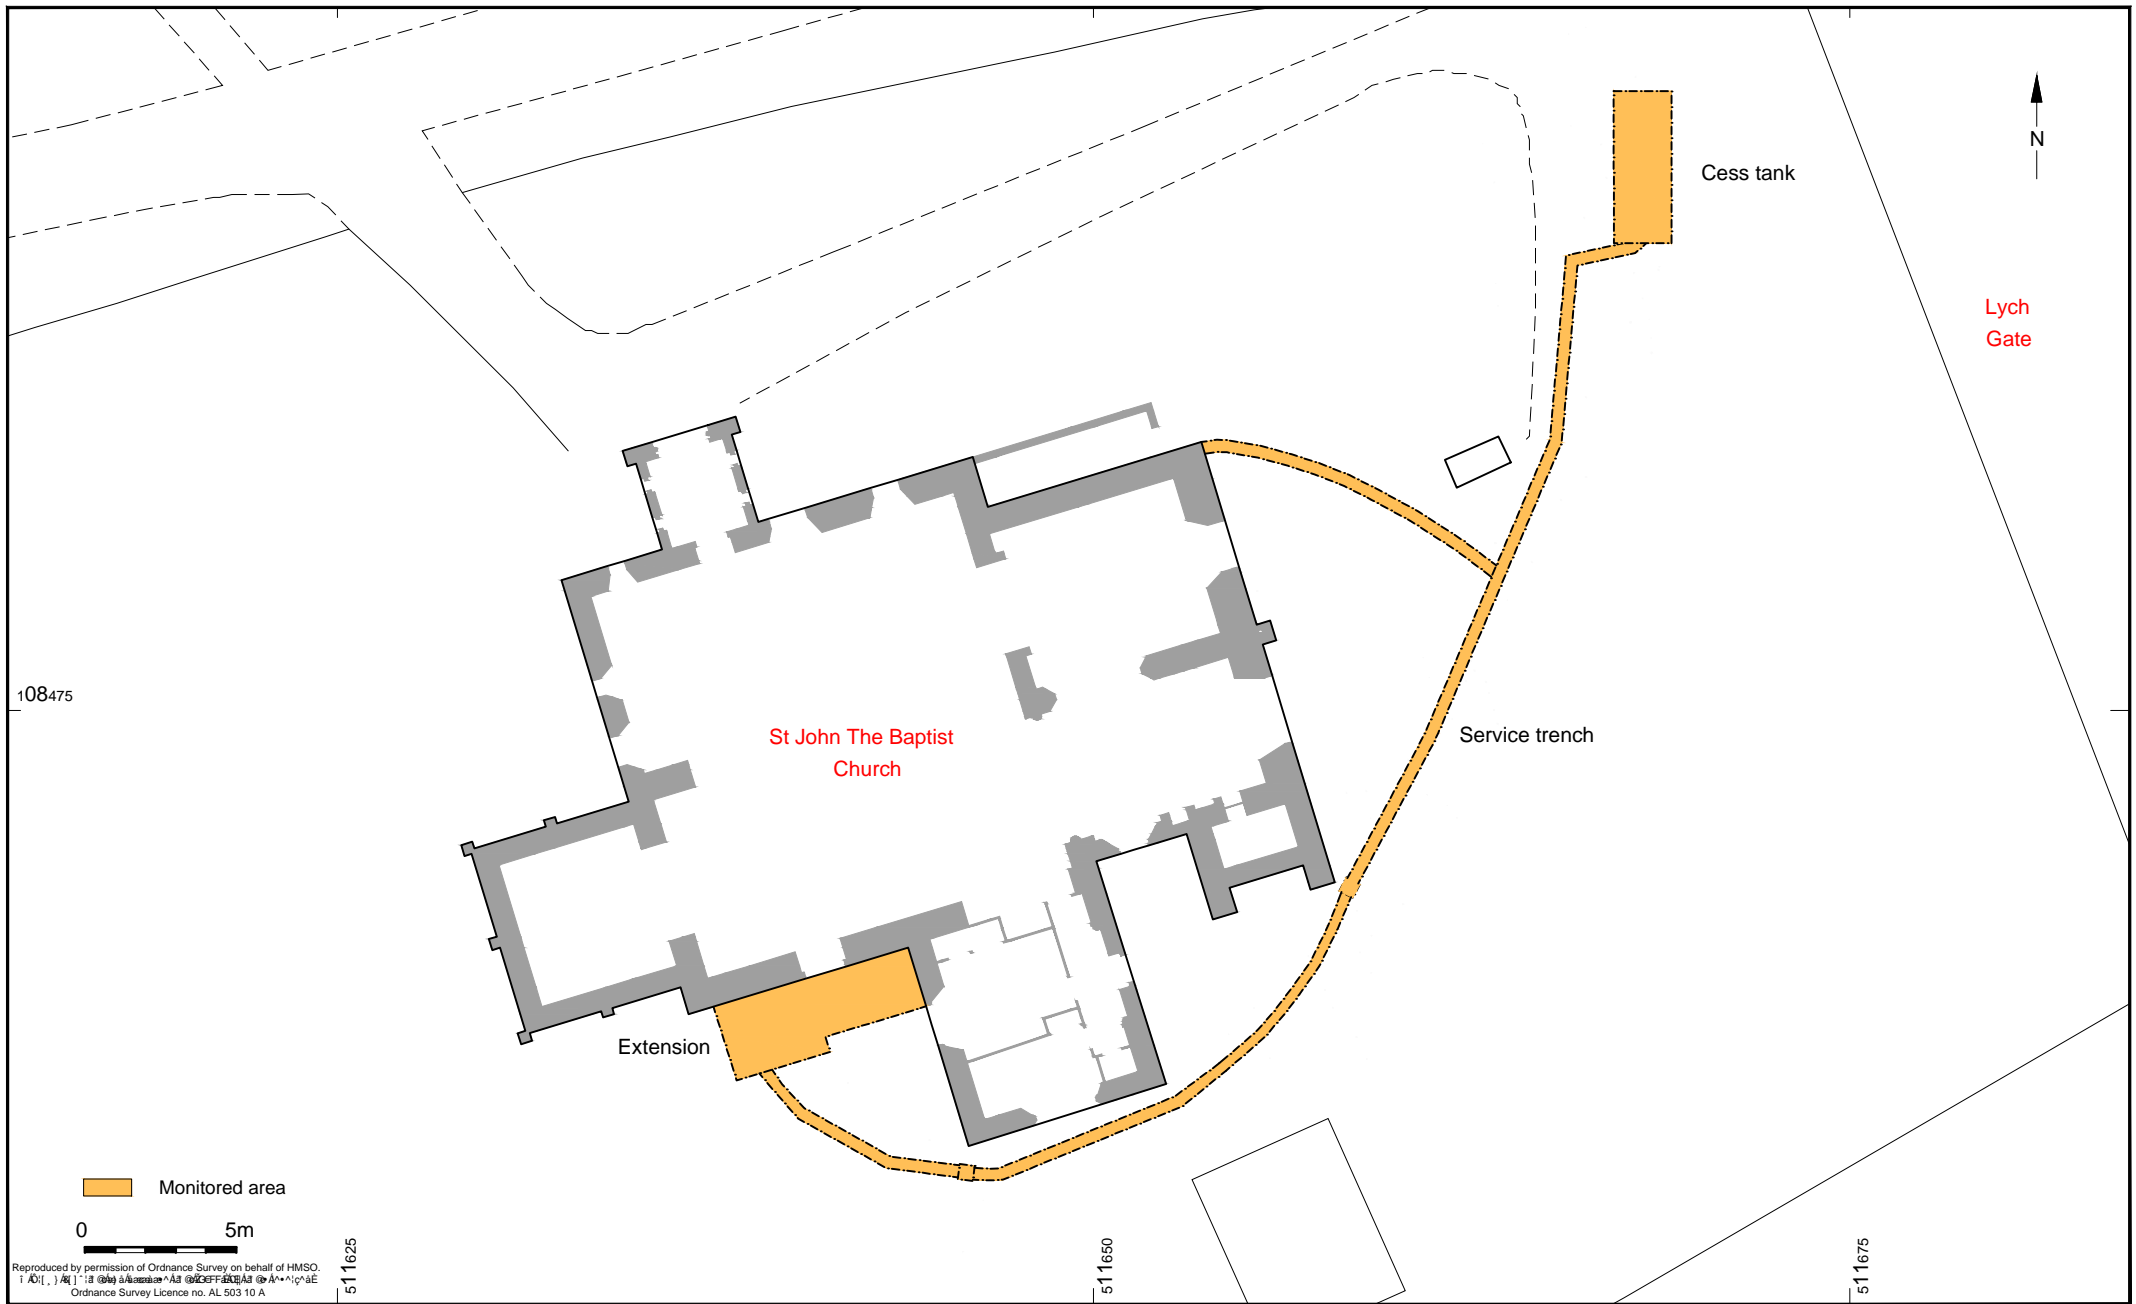 N
Cess tank
Lych
Gate
108475
St John The Baptist
Church
Service trench
Extension
Monitored area
0 5m
Reproduced by permission of Ordnance Survey on behalf of HMSO.
Ordnance Survey Licence no. AL 503 10 A
511625
511650
511675